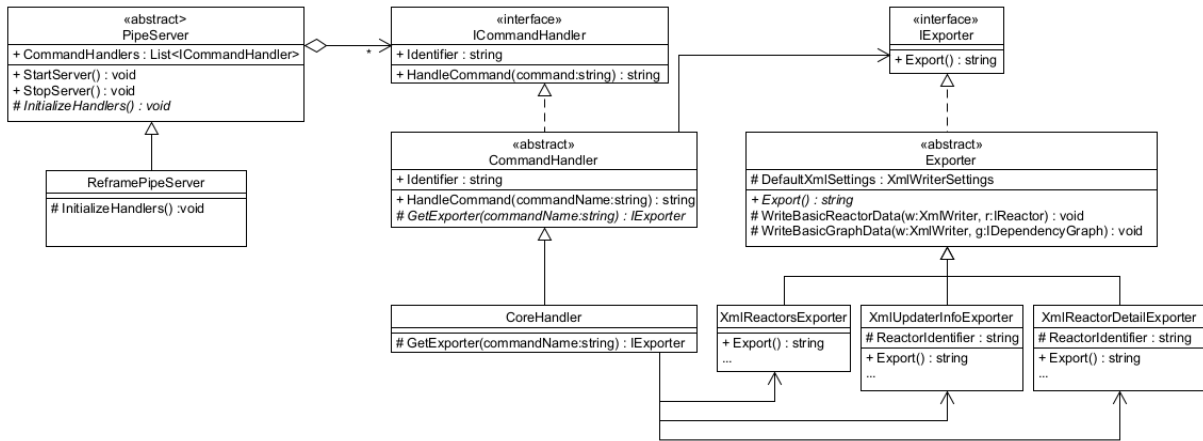 «abstract>
PipeServer
+ CommandHandlers : List<ICommandHandler>
+ StartServer() : void
+ StopServer() : void
# InitializeHandlers() : void
*
«interface»
ICommandHandler
+ Identifier : string
+ HandleCommand(command:string) : string
«interface»
IExporter
+ Export() : string
ReframePipeServer
# InitializeHandlers() :void
«abstract»
CommandHandler
+ Identifier : string
+ HandleCommand(commandName:string) : string
# GetExporter(commandName:string) : IExporter
«abstract»
Exporter
# DefaultXmlSettings : XmlWriterSettings
+ Export() : string
# WriteBasicReactorData(w:XmlWriter, r:IReactor) : void
# WriteBasicGraphData(w:XmlWriter, g:IDependencyGraph) : void
CoreHandler
# GetExporter(commandName:string) : IExporter
XmlReactorsExporter
+ Export() : string
...
XmlUpdaterInfoExporter
# ReactorIdentifier : string
+ Export() : string
...
XmlReactorDetailExporter
# ReactorIdentifier : string
+ Export() : string
...